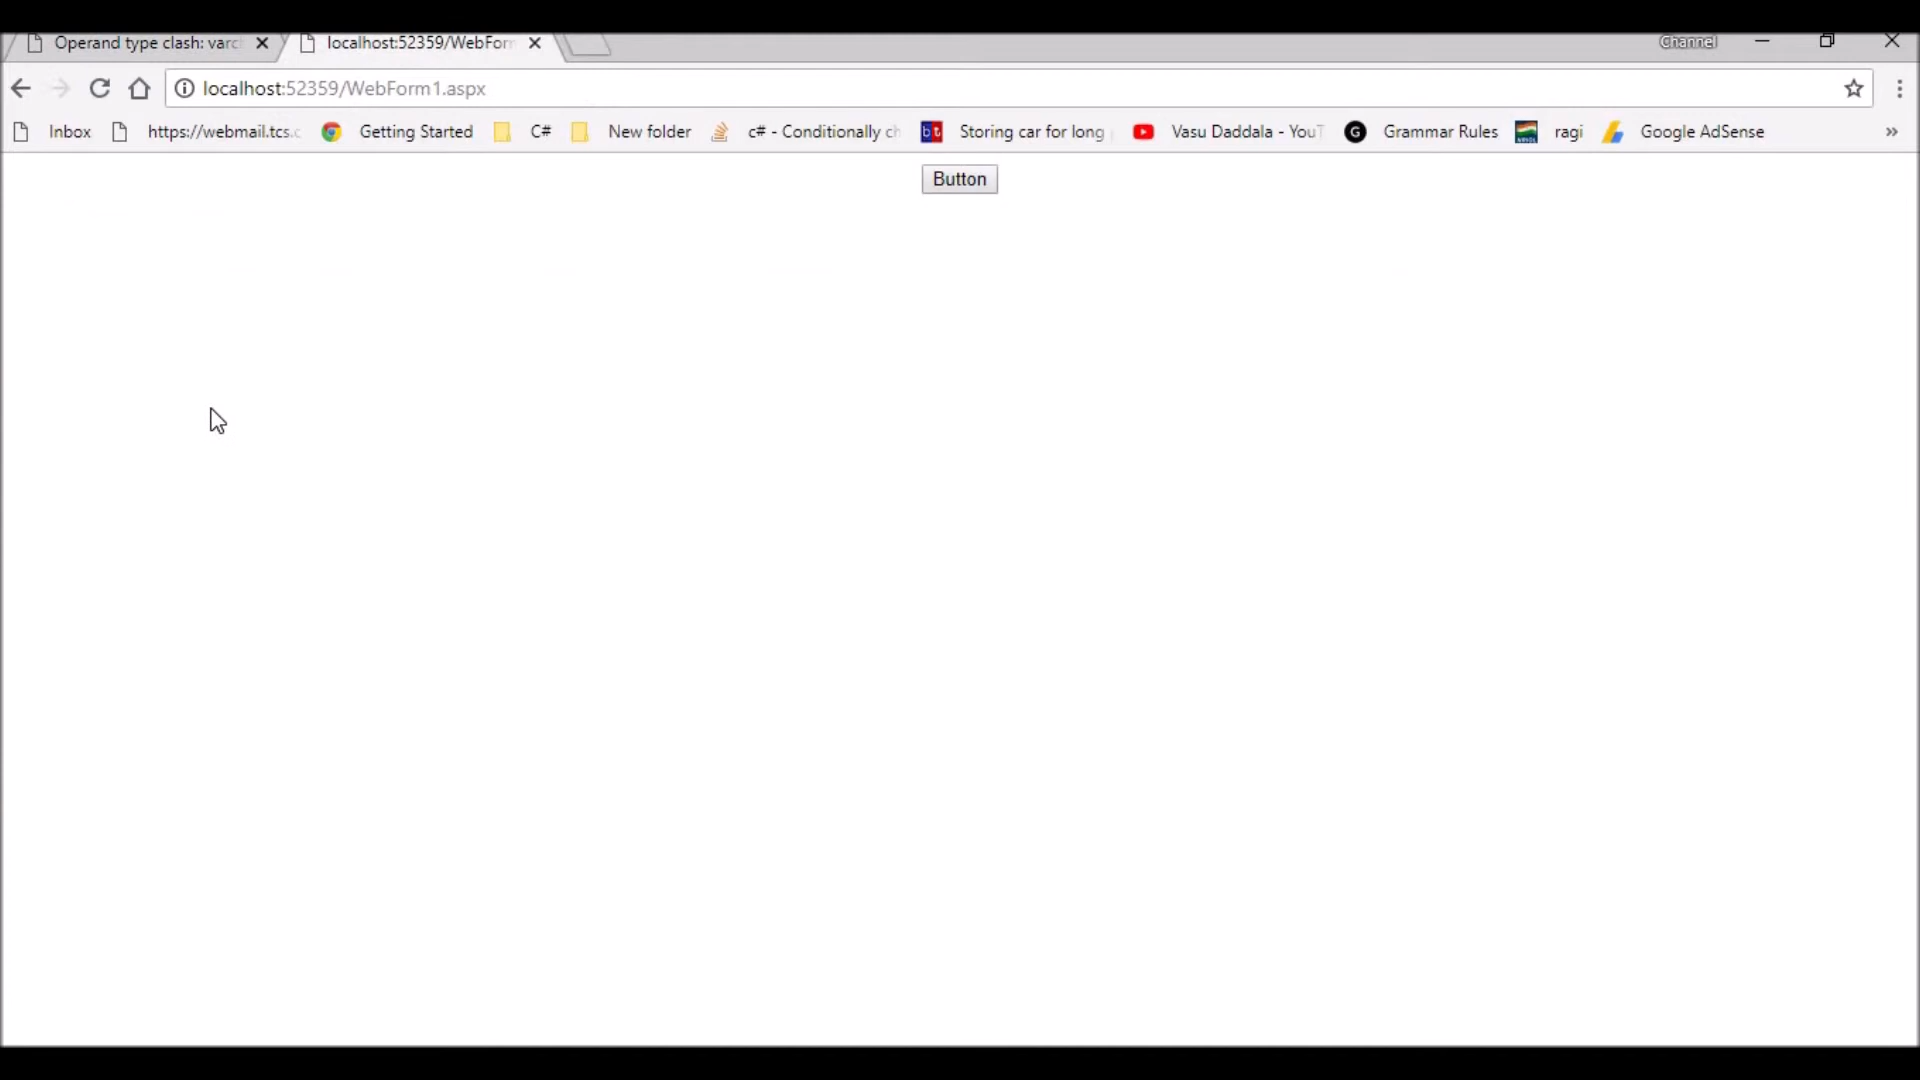 Operand type clash: varc
localhost:52359/WebFor
Channel
localhost:52359/WebForm1.aspx
Inbox
https://webmail.tcs.c
Getting Started
C#
New folder
c# - Conditionally ch
Storing car for long
Vasu Daddala - YouT
Grammar Rules
ragi
Google AdSense
»
Button